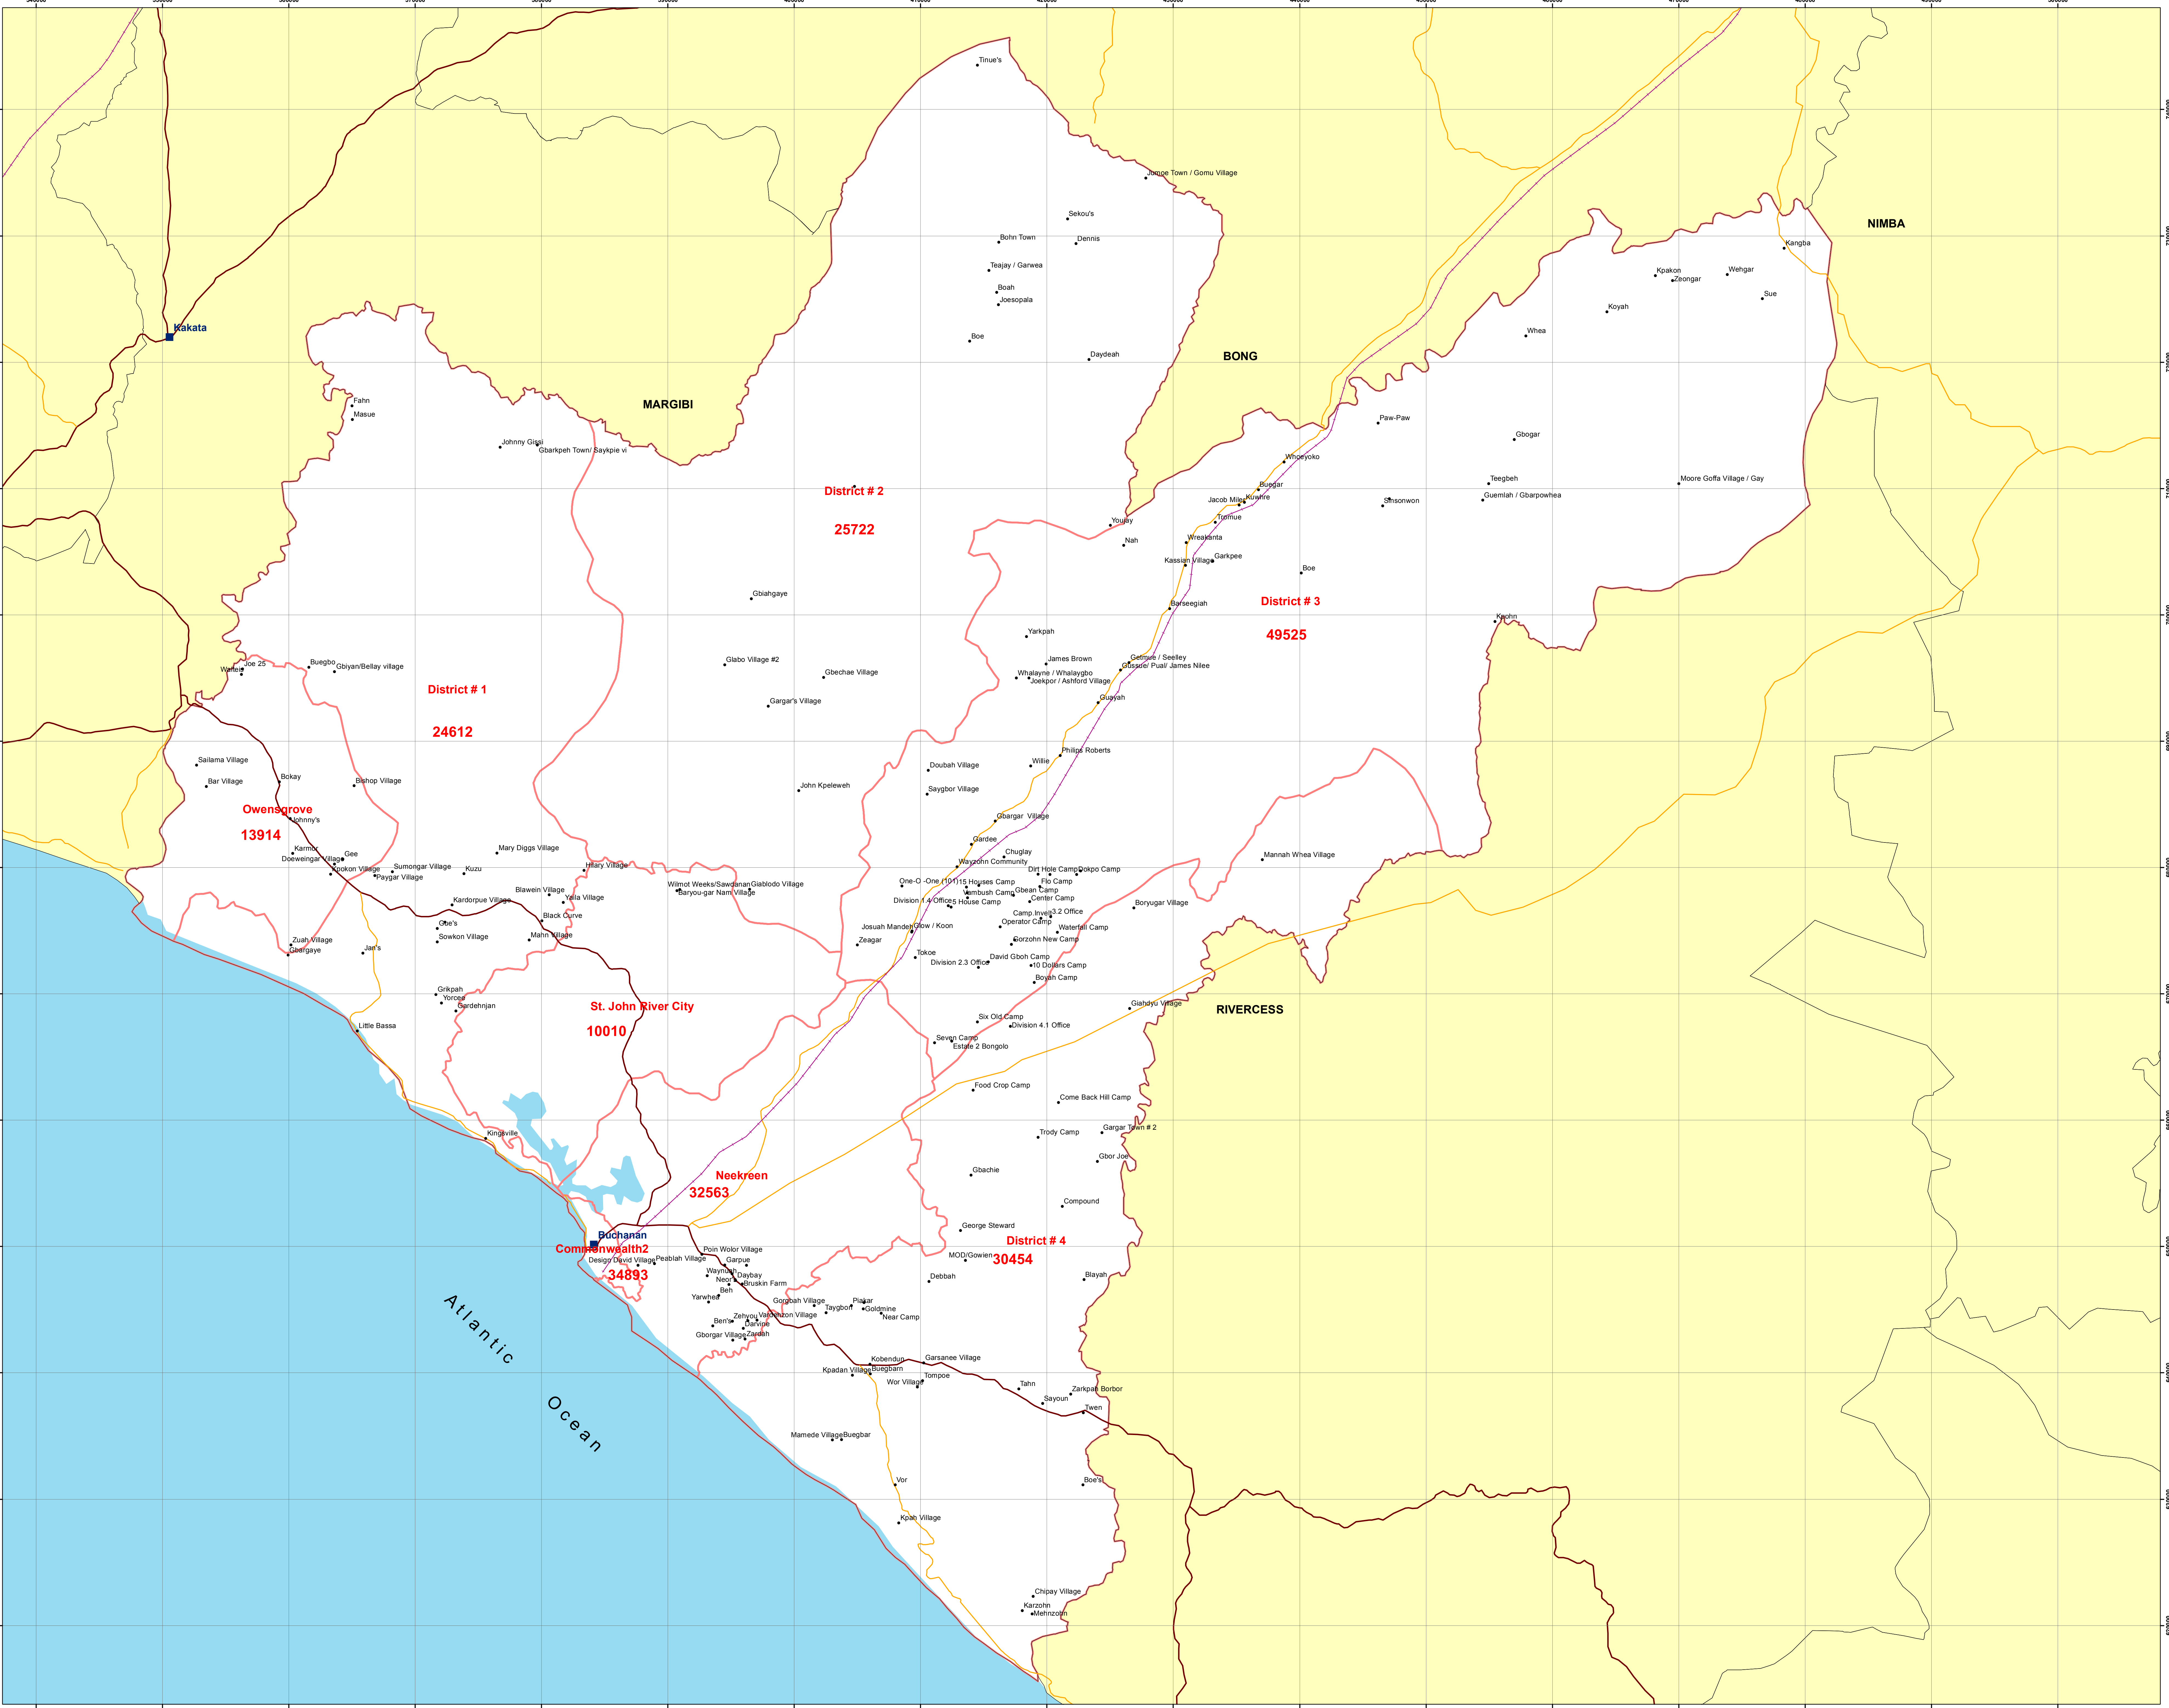 Tinue's
Jumoe Town / Gomu Village
Sekou's
NIMBA
Bohn Town
Dennis
Kangba
Teajay / Garwea
Kpakon
Wehgar
Zeongar
Boah
Sue
Joesopala
Koyah
Kakata
Whea
Boe
BONG
Daydeah
Fahn
MARGIBI
Masue
Paw-Paw
Gbogar
Johnny Gissi
Gbarkpeh Town/ Saykpie vi
Whoeyoko
Teegbeh
Moore Goffa Village / Gay
Buegar
District # 2
Guemlah / Gbarpowhea
Jacob Miler
Kuwhre
Sinsonwon
Tromue
Youjay
25722
Wreakanta
Nah
Garkpee
Kassian Village
Boe
Gbiahgaye
District # 3
Barseegiah
Kpohn
Yarkpah
49525
Getmue / Seelley
James Brown
Glabo Village #2
Joe 25
Buegbo
Gbiyan/Bellay village
Gussue/ Pual/ James Nilee
Gbechae Village
Whalayne / Whalaygbo
Joekpor / Ashford Village
District # 1
Guayah
Gargar's Village
24612
Philips Roberts
Sailama Village
Willie
Doubah Village
Bokay
Bar Village
Bishop Village
John Kpeleweh
Saygbor Village
Owensgrove
Johnny's
Gbargar Village
13914
Gardee
Karmor
Gee
Mary Diggs Village
Chuglay
Mannah Whea Village
Doeweingar Village
Wayzohn Community
Kpokon Village
Sumongar Village
Kuzu
Hilary Village
Dirt Hole Camp
Dokpo Camp
Paygar Village
Wilmot Weeks/Sawdanan
Giablodo Village
One-O -One (101)
15 Houses Camp
Flo Camp
Blawein Village
Baryou-gar Nam Village
Vambush Camp
Gbean Camp
Yalla Village
Division 1.4 Office
5 House Camp
Center Camp
Kardorpue Village
Boryugar Village
Black Curve
Camp.Invell
3.2 Office
Gbe's
Josuah Mandeh
Glow / Koon
Operator Camp
Sowkon Village
Mahn Village
Waterfall Camp
Zuah Village
Zeagar
Gorzohn New Camp
Gbargaye
Jan's
Tokoe
David Gboh Camp
Division 2.3 Office
10 Dollars Camp
Boyah Camp
Grikpah
Yorcee
Gardehnjan
St. John River City
Giahdyu Village
RIVERCESS
Little Bassa
10010
Six Old Camp
Division 4.1 Office
Seven Camp
Estate 2 Bongolo
Food Crop Camp
Come Back Hill Camp
Kingsville
Trody Camp
Gargar Town # 2
Gbor Joe
Neekreen
Gbachie
32563
Compound
George Steward
Buchanan
District # 4
Commonwealth2
Poin Wolor Village
MOD/Gowien
30454
Design David Village
Peablah Village
Garpue
34893
Waynugh
Daybay
Debbah
Blayah
Neor's
Bruskin Farm
Beh
Yarwhea
Gorgbah Village
Piakar
Taygbon
Goldmine
Near Camp
Zehyou
Vardenzon Village
Ben's
Darvine
Gborgar Village
Zardah
Atlantic
Kobendun
Garsanee Village
Kpadan Village
Buegbarn
Wor Village
Tompoe
Tahn
Zarkpah Borbor
Sayoun
Twen
Ocean
Mamede Village
Buegbar
Vor
Boe's
Kpah Village
Chipay Village
Karzohn
Mehnzohn